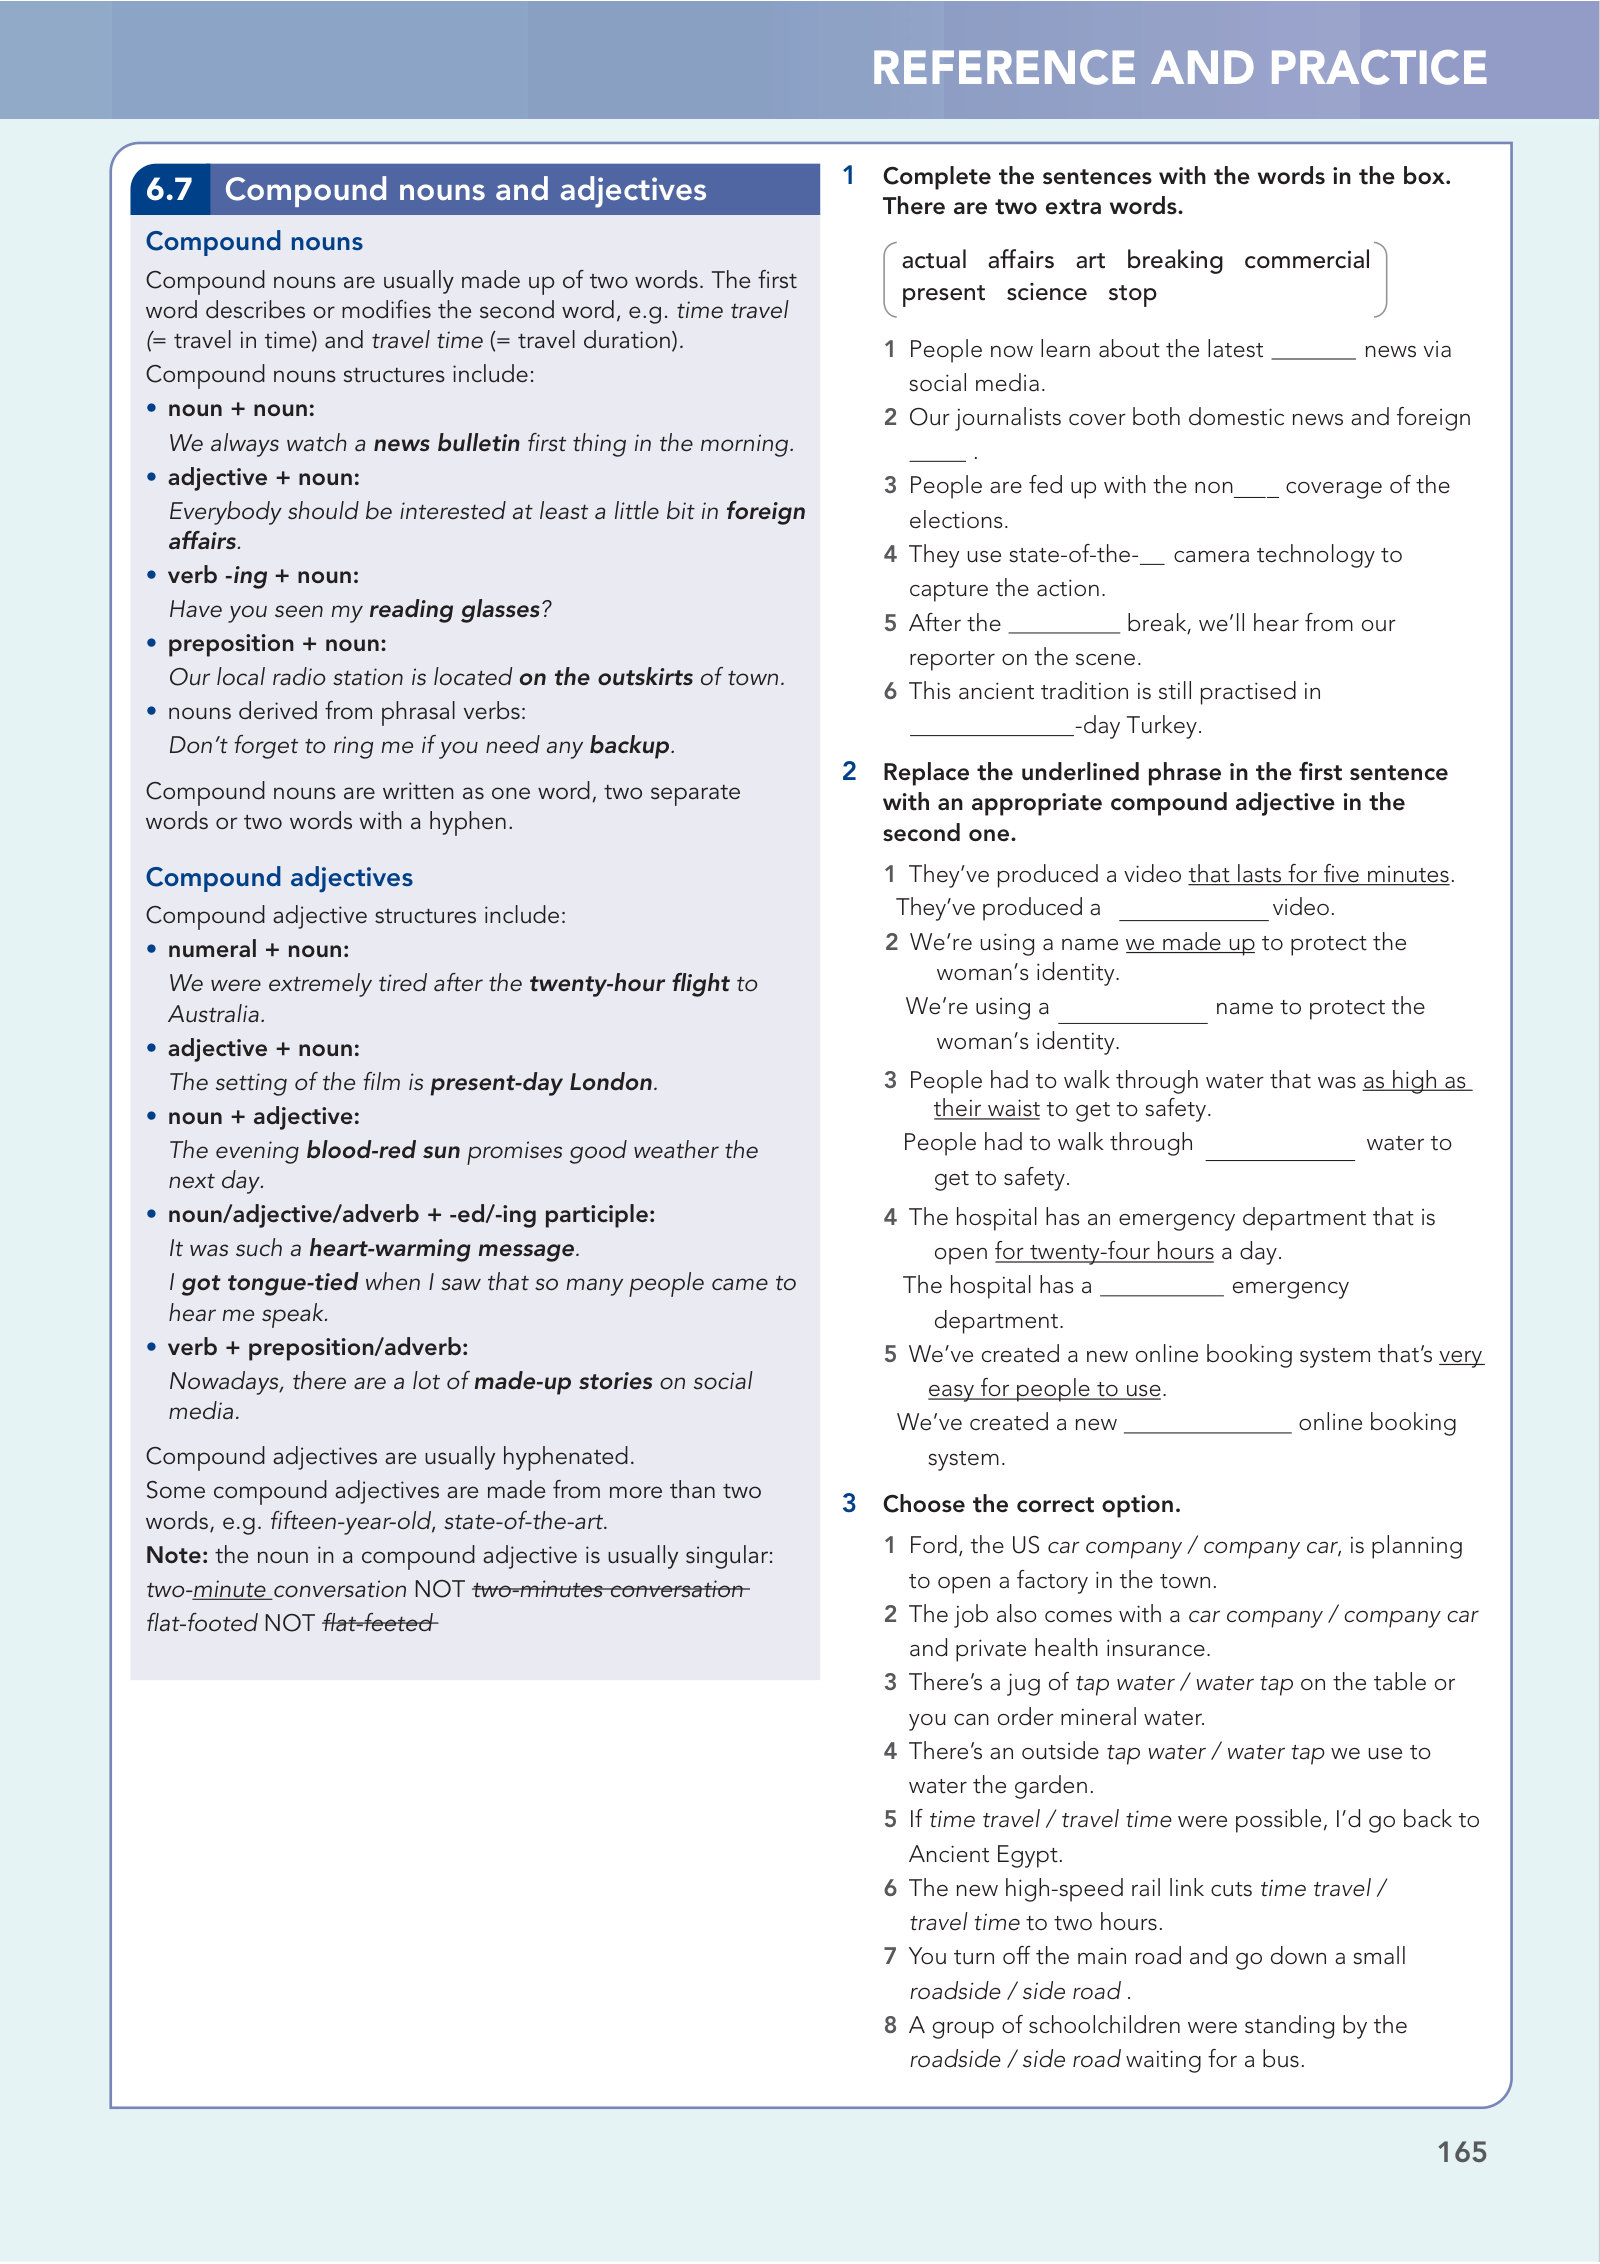 REFERENCE AND PRACTICE
6.7 Compound nouns and adjectives
Compound nouns
Compound nouns are usually made up of two words. The first
word describes or modifies the second word, e.g. time travel
(= travel in time) and travel time (= travel duration).
Compound nouns structures include:
• noun + noun:
We always watch a news bulletin first thing in the morning.
• adjective + noun:
Everybody should be interested at least a little bit in foreign
affairs.
• verb -ing + noun:
Have you seen my reading glasses?
• preposition + noun:
Our local radio station is located on the outskirts of town.
• nouns derived from phrasal verbs:
Don't forget to ring me if you need any backup.
Compound nouns are written as one word, two separate
words or two words with a hyphen.
Compound adjectives
Compound adjective structures include:
• numeral + noun:
We were extremely tired after the twenty-hour flight to
Australia.
• adjective + noun:
The setting of the film is present-day London.
• noun + adjective:
The evening blood-red sun promises good weather the
next day.
• noun/adjective/adverb + -ed/-ing participle:
It was such a heart-warming message.
I got tongue-tied when I saw that so many people came to
hear me speak.
• verb + preposition/adverb:
Nowadays, there are a lot of made-up stories on social
media.
Compound adjectives are usually hyphenated.
Some compound adjectives are made from more than two
words, e.g. fifteen-year-old, state-of-the-art.
Note: the noun in a compound adjective is usually singular:
two-minute conversation NOT two-minutes conversation
flat-footed NOT flat-feeted
1 Complete the sentences with the words in the box.
There are two extra words.
actual affairs art breaking commercial
present science stop
1 People now learn about the latest ______ news via
social media.
2 Our journalists cover both domestic news and foreign
____ .
3 People are fed up with the non___ coverage of the
elections.
4 They use state-of-the-__ camera technology to
capture the action.
5 After the ________ break, we'll hear from our
reporter on the scene.
6 This ancient tradition is still practised in
____________-day Turkey.
2 Replace the underlined phrase in the first sentence
with an appropriate compound adjective in the
second one.
1 They've produced a video that lasts for five minutes.
They've produced a ___________ video.
2 We're using a name we made up to protect the
woman's identity.
We're using a ___________ name to protect the
woman's identity.
3 People had to walk through water that was as high as
their waist to get to safety.
People had to walk through ___________ water to
get to safety.
4 The hospital has an emergency department that is
open for twenty-four hours a day.
The hospital has a _________ emergency
department.
5 We've created a new online booking system that's very
easy for people to use.
We've created a new ____________ online booking
system.
3 Choose the correct option.
1 Ford, the US car company / company car, is planning
to open a factory in the town.
2 The job also comes with a car company / company car
and private health insurance.
3 There's a jug of tap water / water tap on the table or
you can order mineral water.
4 There's an outside tap water / water tap we use to
water the garden.
5 If time travel / travel time were possible, I'd go back to
Ancient Egypt.
6 The new high-speed rail link cuts time travel /
travel time to two hours.
7 You turn off the main road and go down a small
roadside / side road .
8 A group of schoolchildren were standing by the
roadside / side road waiting for a bus.
165